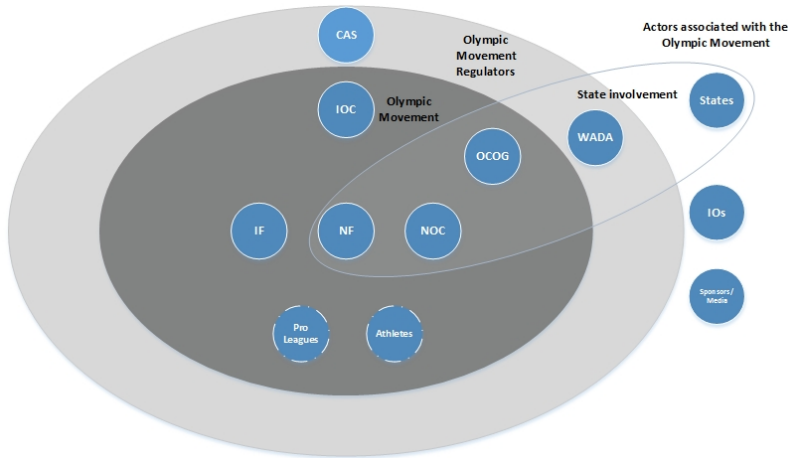 CAS
Olympic
Movement
Regulators
Actors associated with the
Olympic Movement
IOC
Olympic
Movement
State involvement
States
OCOG
WADA
IF
NF
NOC
IOs
Sponsors/
Media
Pro
Leagues
Athletes